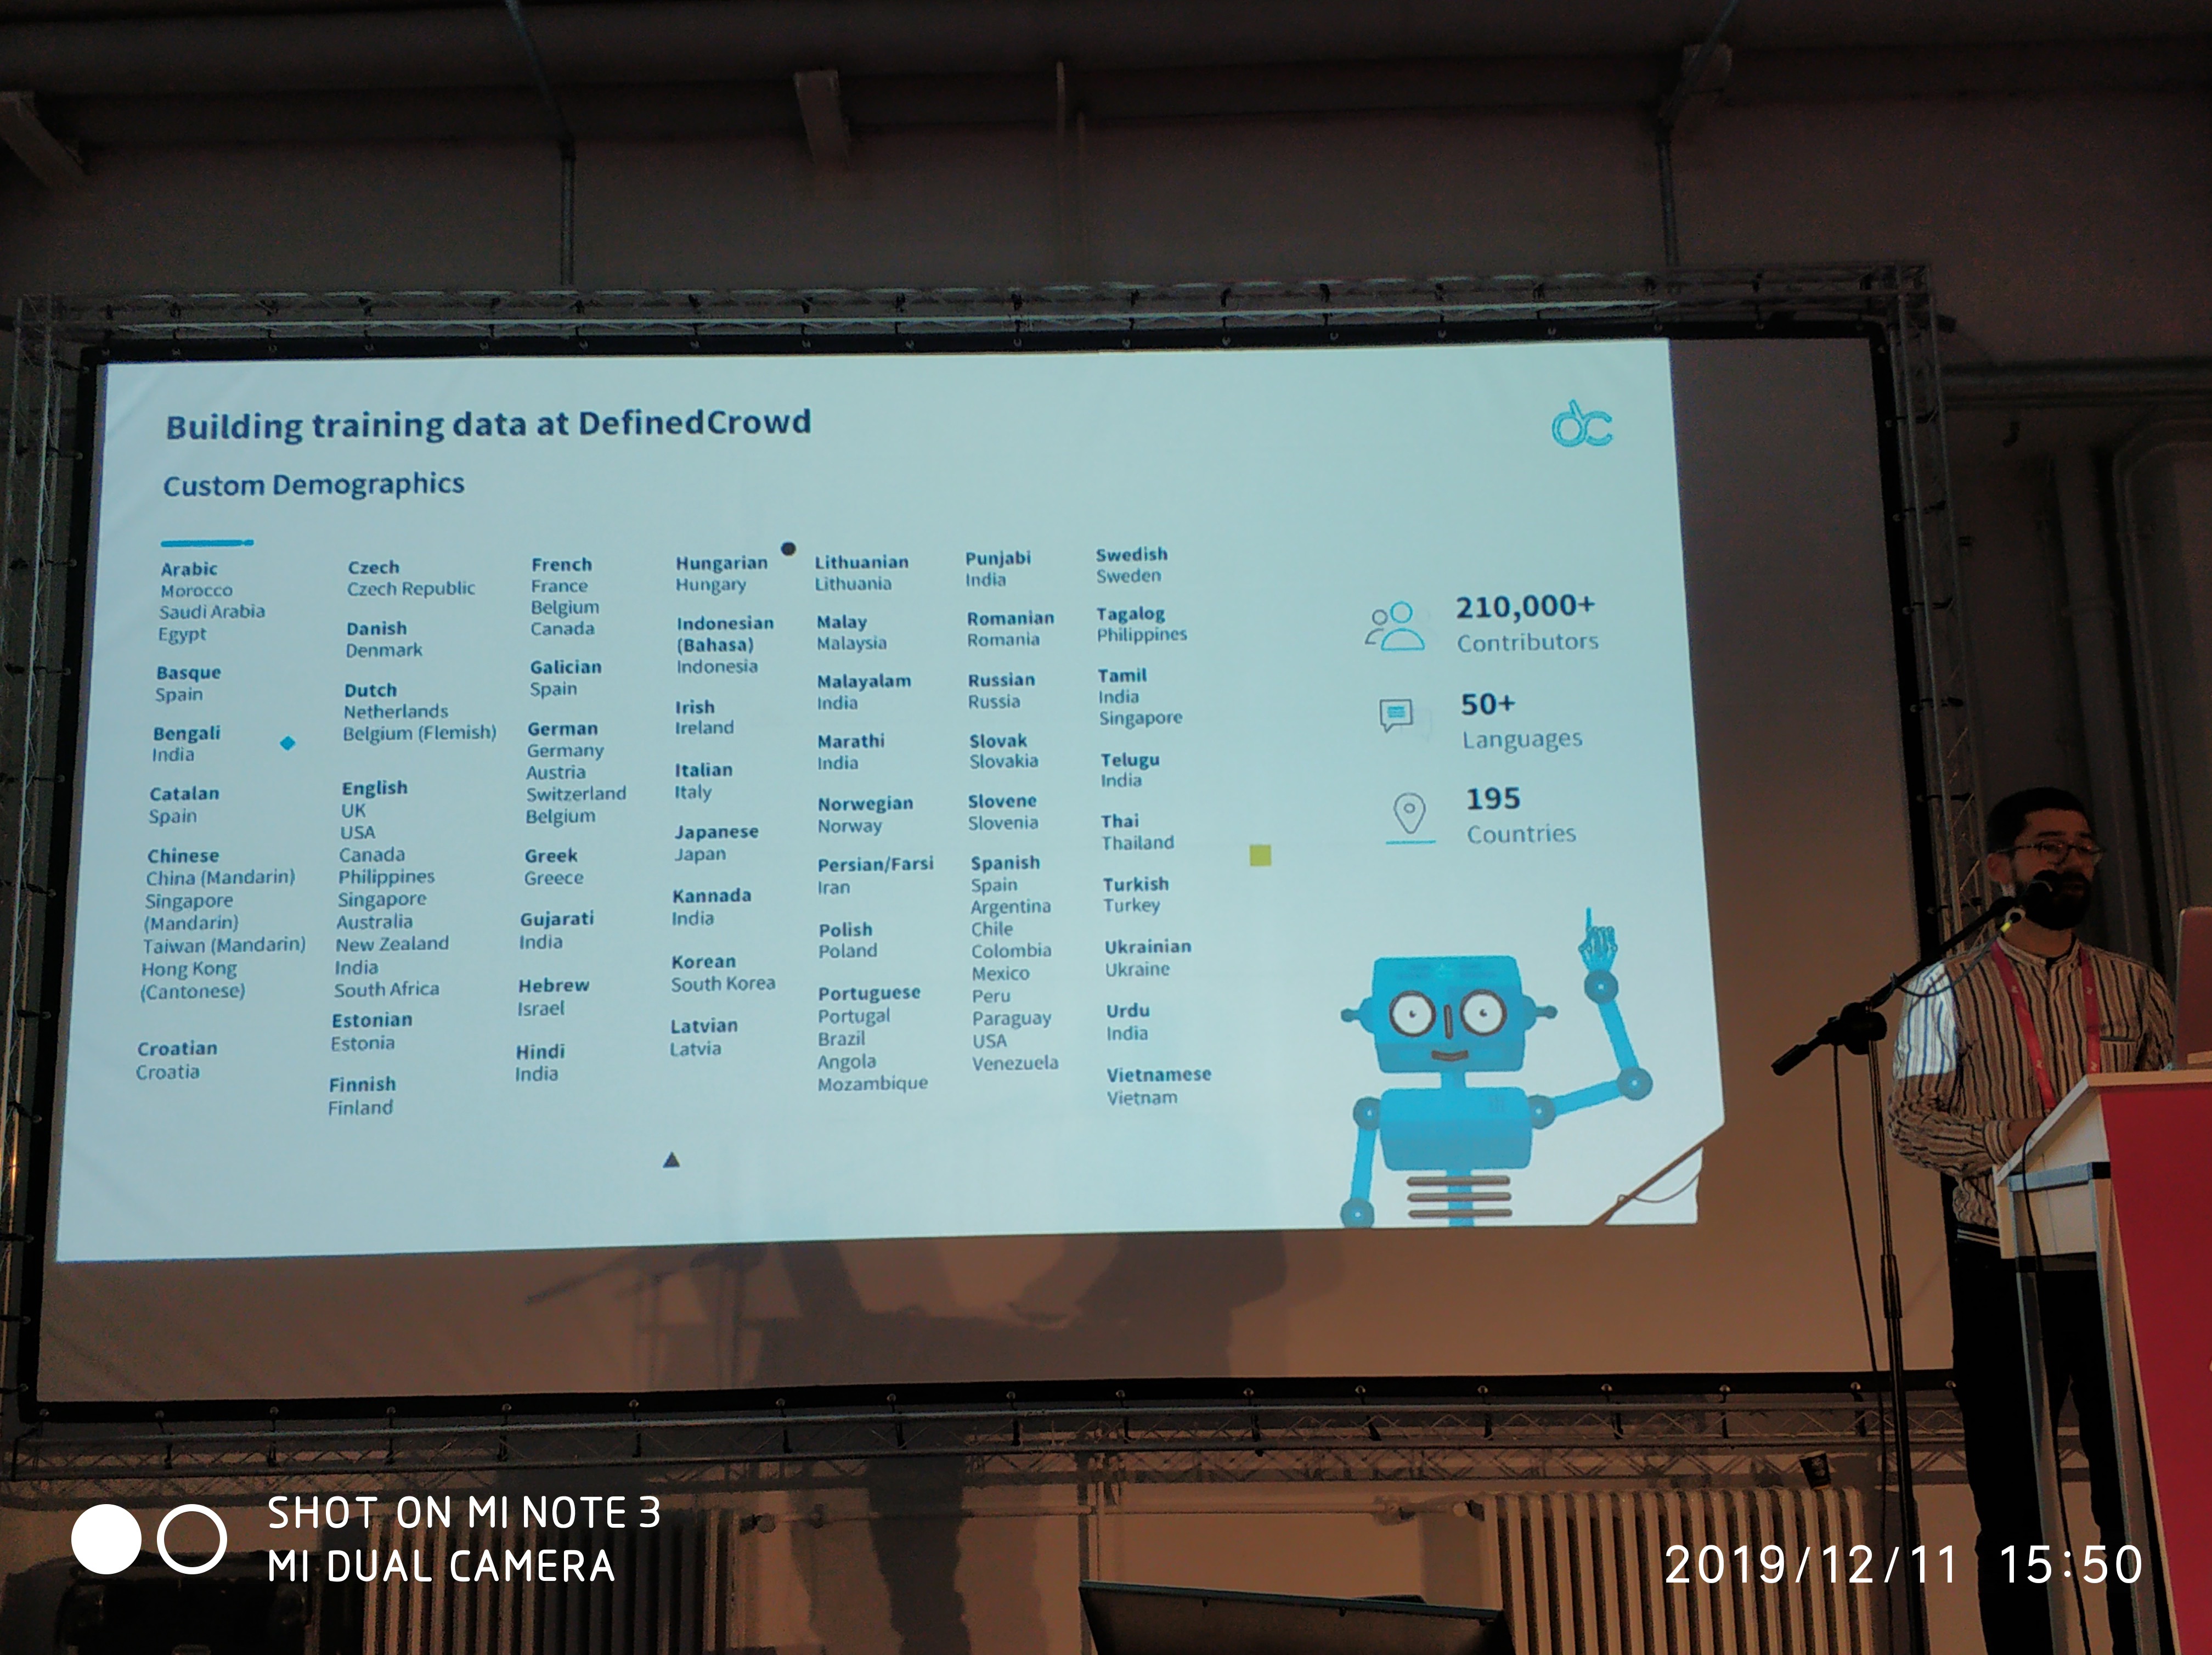 Building training data at DefinedCrowd
dc
Custom Demographics
Arabic
Morocco
Saudi Arabia
Egypt
Basque
Spain
Bengali
India
Catalan
Spain
Chinese
China (Mandarin)
Singapore
(Mandarin)
Taiwan (Mandarin)
Hong Kong
(Cantonese)
Croatian
Croatia
Czech
Czech Republic
Danish
Denmark
Dutch
Netherlands
Belgium (Flemish)
English
UK
USA
Canada
Philippines
Singapore
Australia
New Zealand
India
South Africa
Estonian
Estonia
Finnish
Finland
French
France
Belgium
Canada
Galician
Spain
German
Germany
Austria
Switzerland
Belgium
Greek
Greece
Gujarati
India
Hebrew
Israel
Hindi
India
Hungarian
Hungary
Indonesian
(Bahasa)
Indonesia
Irish
Ireland
Italian
Italy
Japanese
Japan
Kannada
India
Korean
South Korea
Latvian
Latvia
Lithuanian
Lithuania
Malay
Malaysia
Malayalam
India
Marathi
India
Norwegian
Norway
Persian/Farsi
Iran
Polish
Poland
Portuguese
Portugal
Brazil
Angola
Mozambique
Punjabi
India
Romanian
Romania
Russian
Russia
Slovak
Slovakia
Slovene
Slovenia
Spanish
Spain
Argentina
Chile
Colombia
Mexico
Peru
Paraguay
USA
Venezuela
Swedish
Sweden
Tagalog
Philippines
Tamil
India
Singapore
Telugu
India
Thai
Thailand
Turkish
Turkey
Ukrainian
Ukraine
Urdu
India
Vietnamese
Vietnam
210,000+
Contributors
50+
Languages
195
Countries
SHOT ON MI NOTE 3
MI DUAL CAMERA
2019/12/11 15:50